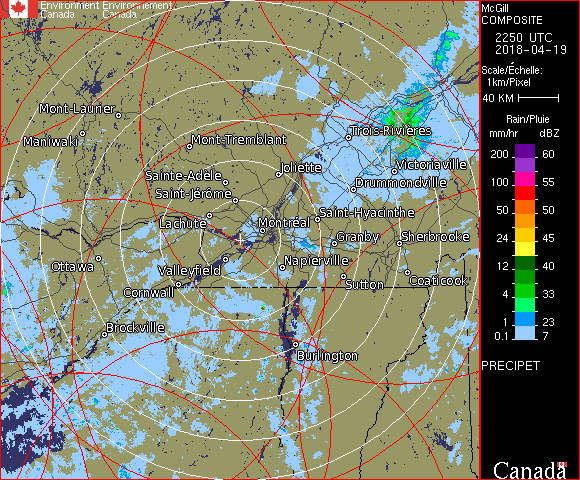 Environment Environnement
Canada Canada
McGill
COMPOSITE
2250 UTC
2018-04-19
Scale/Échelle:
1km/Pixel
40 KM
Rain/Pluie
mm/hr dBZ
200 60
100 55
50 50
24 45
12 40
4 33
1 23
0.1 7
PRECIPET
Canada
Mont-Laurier
Maniwaki
Mont-Tremblant
Trois-Rivières
Joliette
Victoriaville
Sainte-Adèle
Drummondville
Saint-Jérôme
Lachute
Saint-Hyacinthe
Montréal
Granby
Sherbrooke
Ottawa
Valleyfield
Napierville
Sutton
Coaticook
Cornwall
Brockville
Burlington